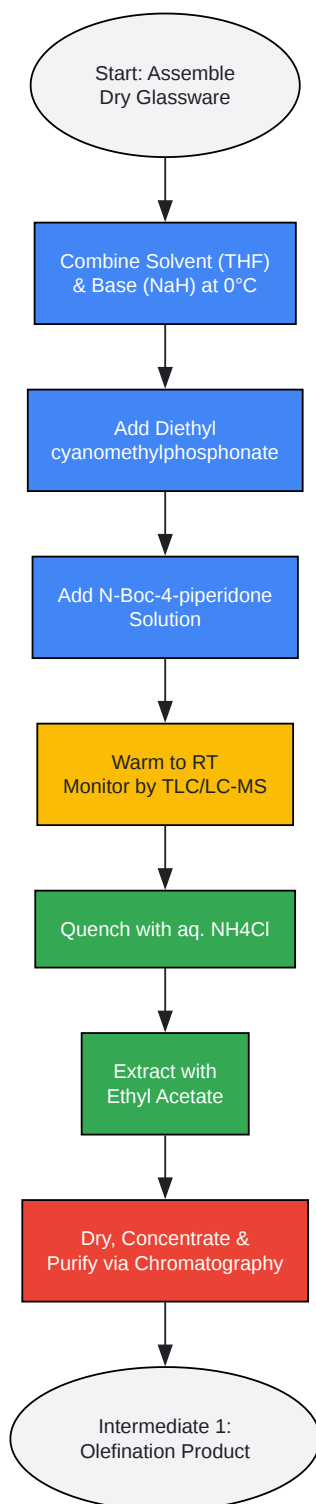 Start: Assemble
Dry Glassware
Combine Solvent (THF)
& Base (NaH) at 0°C
Add Diethyl
cyanomethylphosphonate
Add N-Boc-4-piperidone
Solution
Warm to RT
Monitor by TLC/LC-MS
Quench with aq. NH4Cl
Extract with
Ethyl Acetate
Dry, Concentrate &
Purify via Chromatography
Intermediate 1:
Olefination Product